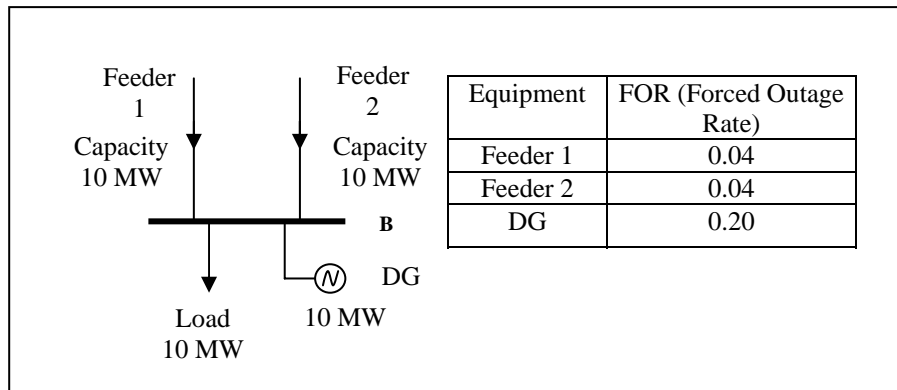 Feeder
1
Capacity
10 MW
Feeder
2
Capacity
10 MW
B
DG
10 MW
Load
10 MW
Equipment FOR (Forced Outage
Rate)
Feeder 1 0.04
Feeder 2 0.04
DG 0.20